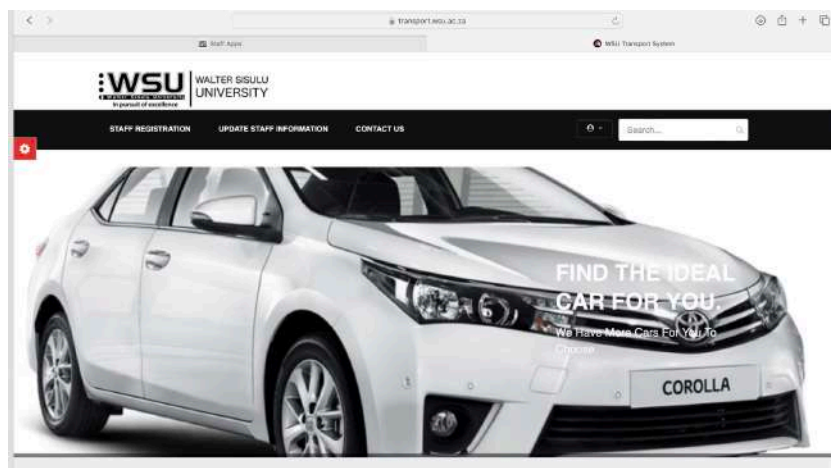 transport.wsu.ac.za
Staff Apps
WSU Transport System
WSU
WALTER SISULU
UNIVERSITY
In pursuit of excellence
STAFF REGISTRATION
UPDATE STAFF INFORMATION
CONTACT US
Search...
FIND THE IDEAL
CAR FOR YOU.
We Have More Cars For You To
Choose
COROLLA